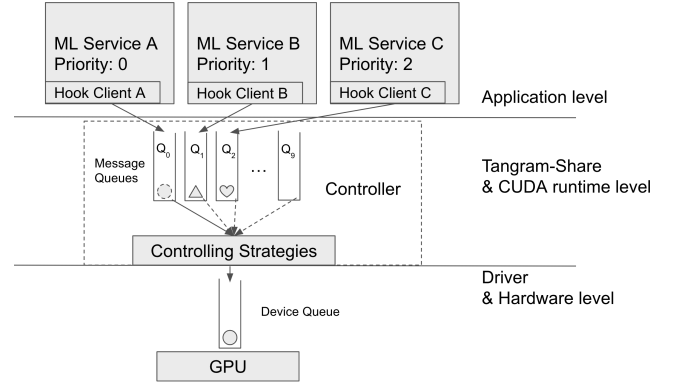 ML Service A
Priority: 0
Hook Client A
ML Service B
Priority: 1
Hook Client B
ML Service C
Priority: 2
Hook Client C
Application level
Message
Queues
Q0
Q1
Q2
...
Q9
Controller
Tangram-Share
& CUDA runtime level
Controlling Strategies
Driver
& Hardware level
Device Queue
GPU